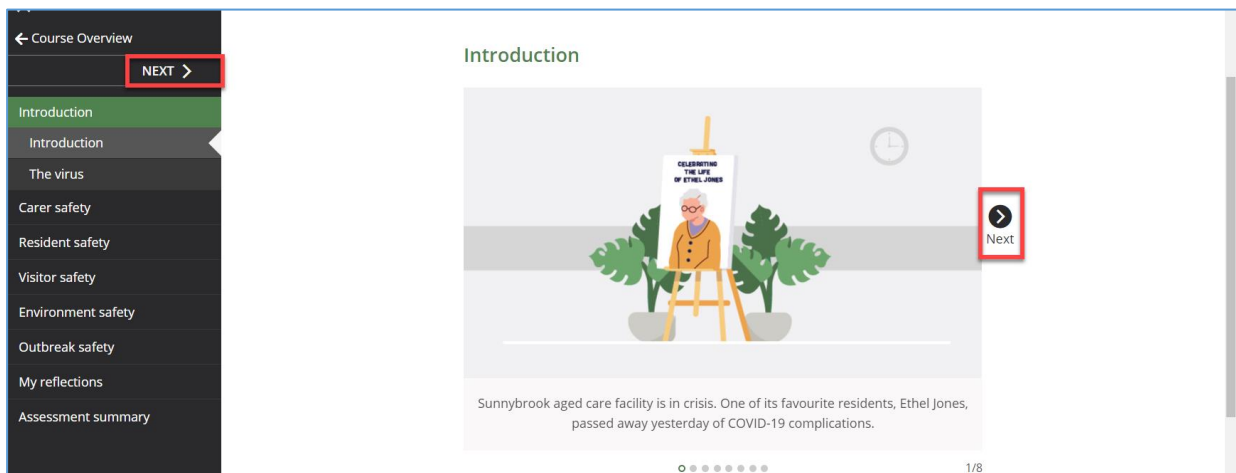 Course Overview
NEXT
Introduction
Introduction
The virus
Carer safety
Resident safety
Visitor safety
Environment safety
Outbreak safety
My reflections
Assessment summary
Introduction
CELEBRATING
THE LIFE
OF ETHEL JONES
Next
Sunnybrook aged care facility is in crisis. One of its favourite residents, Ethel Jones,
passed away yesterday of COVID-19 complications.
1/8